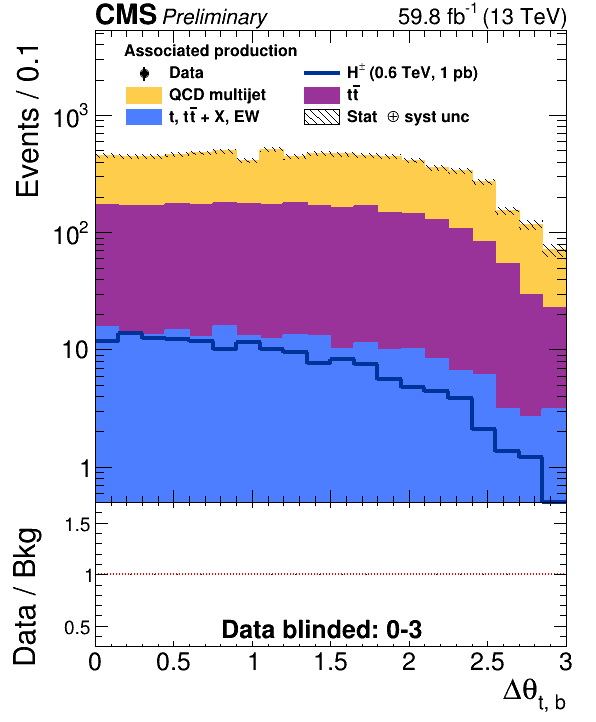 CMS Preliminary 59.8 fb⁻¹ (13 TeV)
Associated production
Data
H± (0.6 TeV, 1 pb)
QCD multijet
tt̄
t, tt̄ + X, EW
Stat ⊕ syst unc
Events / 0.1
10³
10²
10
1
Data / Bkg
1.5
1
0.5
Data blinded: 0-3
0 0.5 1 1.5 2 2.5 3
Δθt, b